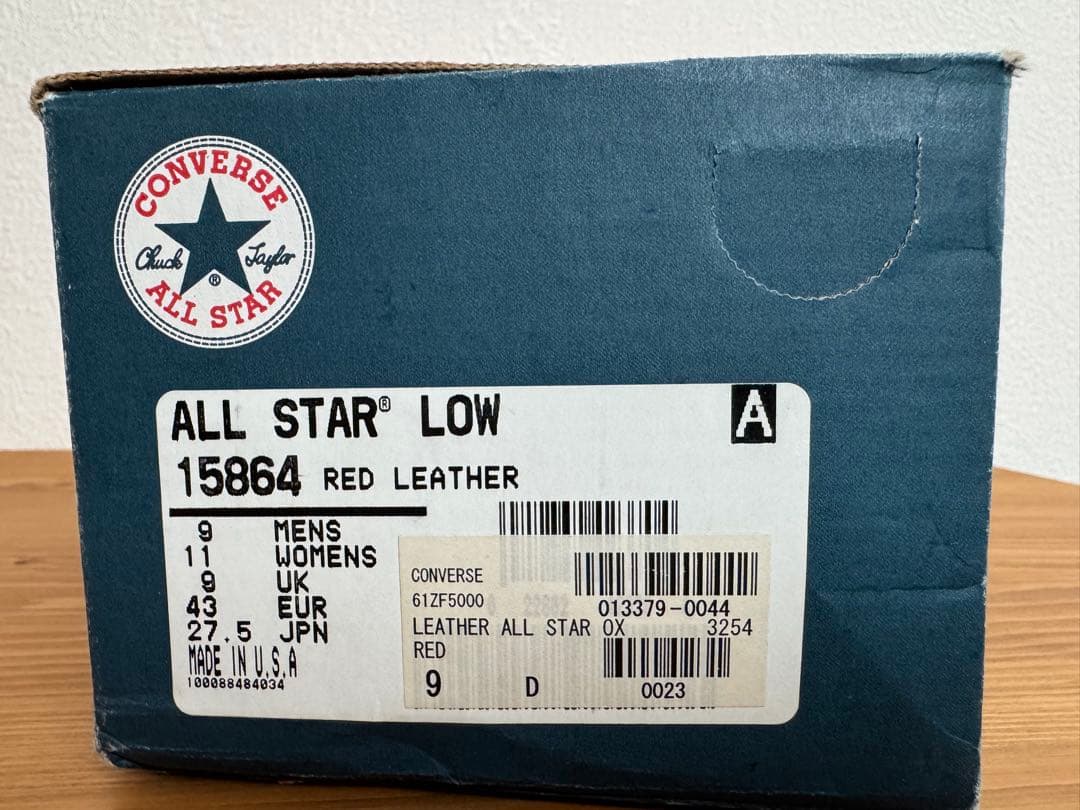 CONVERSE
Chuck Taylor
®
ALL STAR
ALL STAR® LOW
A
15864 RED LEATHER
9 MENS
11 WOMENS
9 UK
43 EUR
27.5 JPN
MADE IN U.S.A
100088484034
CONVERSE
61ZF5000
013379-0044
LEATHER ALL STAR OX 3254
RED
9 D
0023